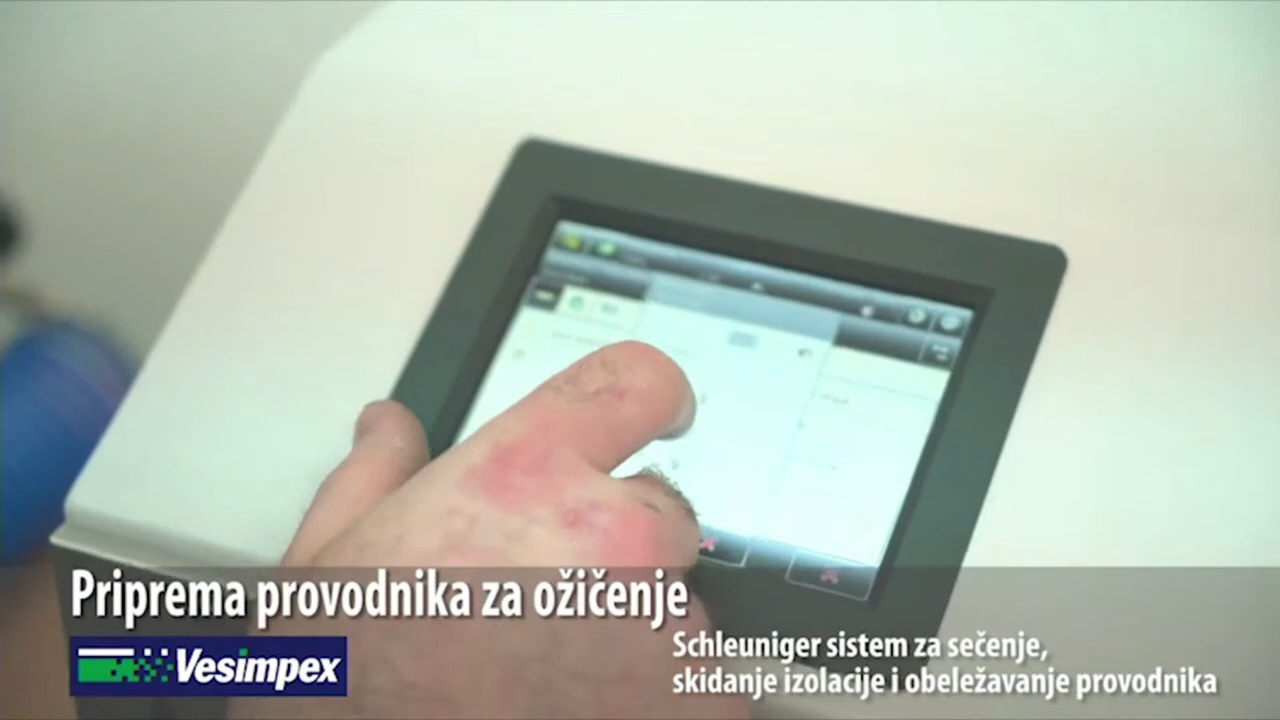 Priprema provodnika za ožičenje
Vesimpex
Schleuniger sistem za sečenje,
skidanje izolacije i obeležavanje provodnika